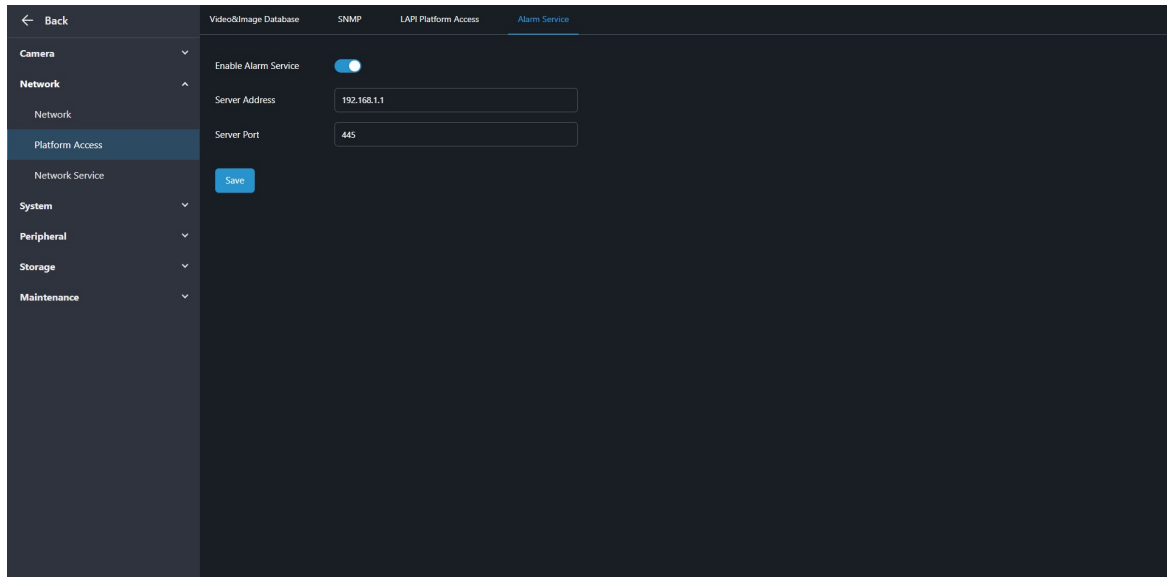 Back
Video&Image Database
SNMP
LAPI Platform Access
Alarm Service
Camera
Network
Network
Platform Access
Network Service
System
Peripheral
Storage
Maintenance
Enable Alarm Service
Server Address
192.168.1.1
Server Port
445
Save